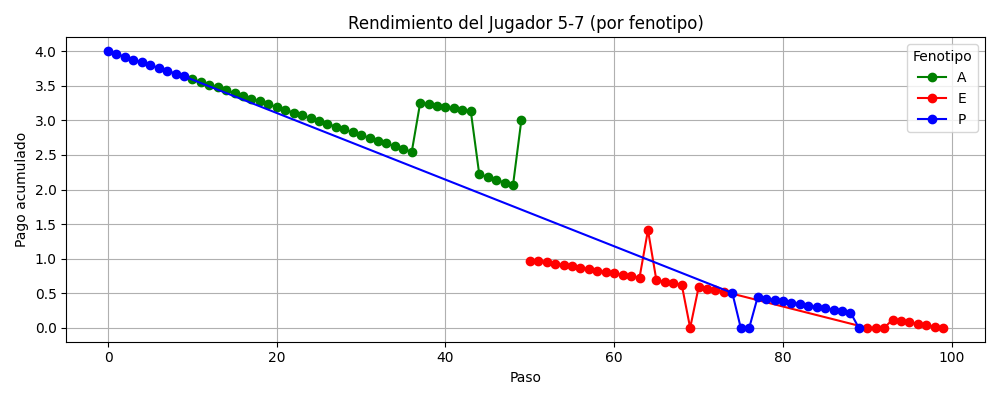 Rendimiento del Jugador 5-7 (por fenotipo)
Pago acumulado
4.0
3.5
3.0
2.5
2.0
1.5
1.0
0.5
0.0
Fenotipo
A
E
P
0 20 40 60 80 100
Paso